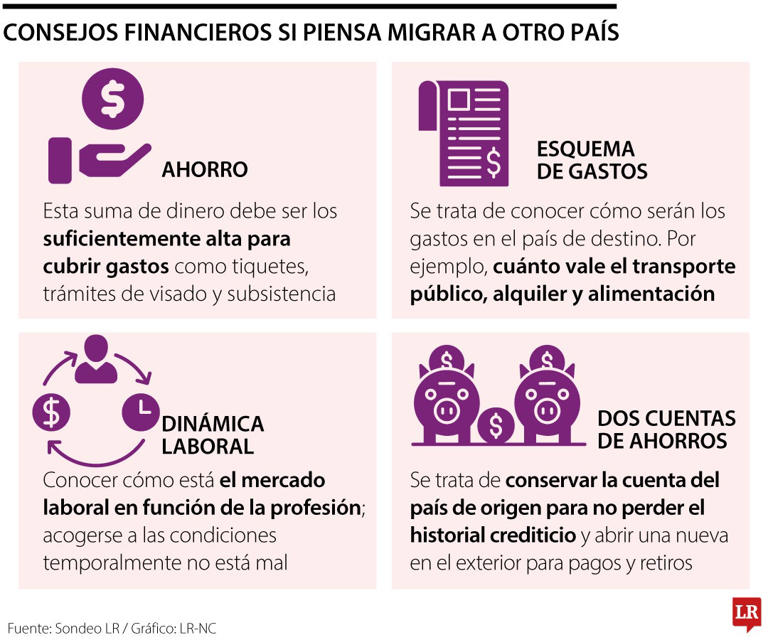 CONSEJOS FINANCIEROS SI PIENSA MIGRAR A OTRO PAÍS
$
AHORRO
Esta suma de dinero debe ser los
suficientemente alta para
cubrir gastos como tiquetes,
trámites de visado y subsistencia
$
ESQUEMA
DE GASTOS
Se trata de conocer cómo serán los
gastos en el país de destino. Por
ejemplo, cuánto vale el transporte
público, alquiler y alimentación
$
DINÁMICA
LABORAL
Conocer cómo está el mercado
laboral en función de la profesión;
acogerse a las condiciones
temporalmente no está mal
$ $
$
DOS CUENTAS
DE AHORROS
Se trata de conservar la cuenta del
país de origen para no perder el
historial crediticio y abrir una nueva
en el exterior para pagos y retiros
Fuente: Sondeo LR / Gráfico: LR-NC
LR